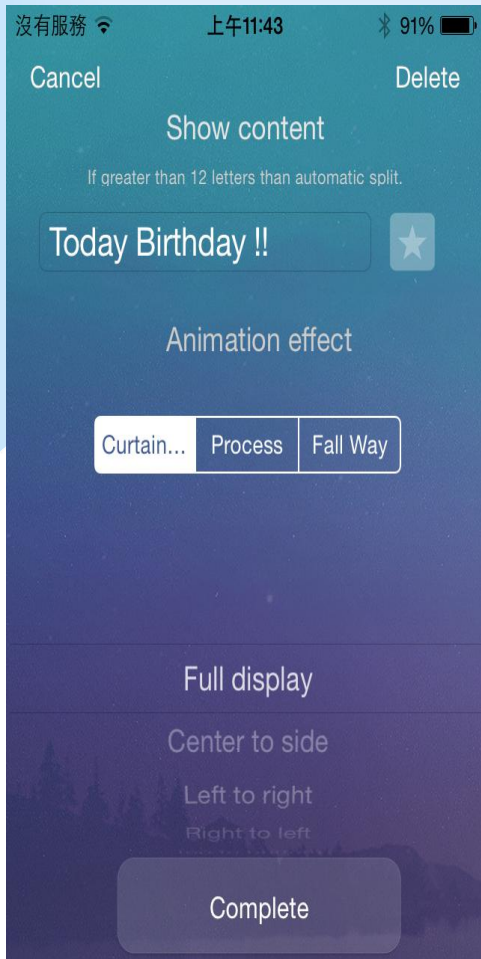 沒有服務 上午11:43 91%
Cancel Delete
Show content
If greater than 12 letters than automatic split.
Today Birthday !!
Animation effect
Curtain... Process Fall Way
Full display
Center to side
Left to right
Right to left
Complete